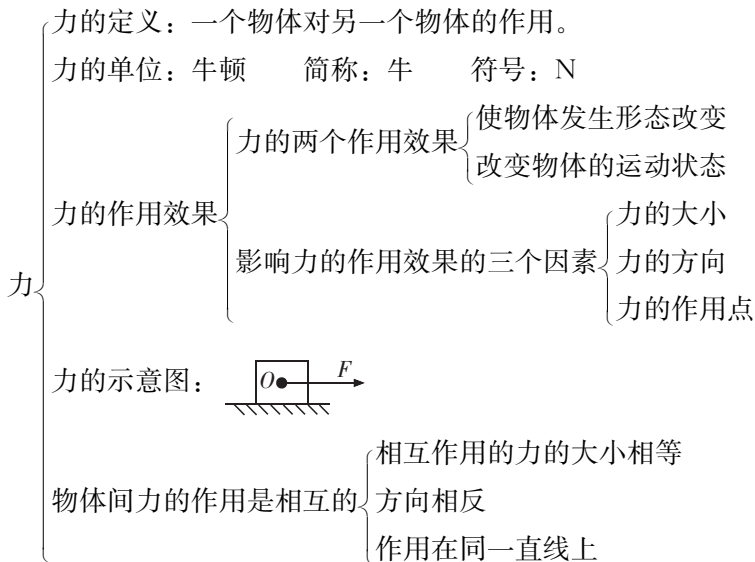 力的定义：一个物体对另一个物体的作用。
力的单位：牛顿 简称：牛 符号：N
使物体发生形态改变
力的两个作用效果
改变物体的运动状态
力的作用效果
力的大小
影响力的作用效果的三个因素
力的方向
力
力的作用点
力的示意图：
O
F
相互作用的力的大小相等
物体间力的作用是相互的
方向相反
作用在同一直线上